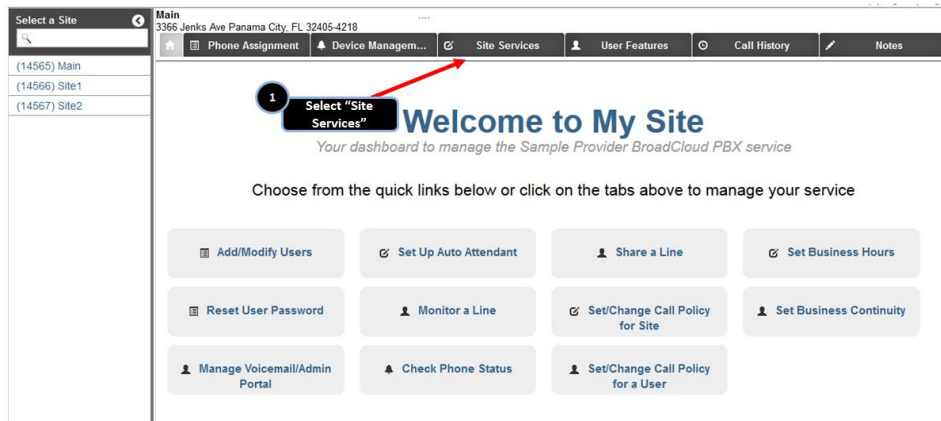 Select a Site
(14565) Main
(14566) Site1
(14567) Site2
Main
....
3366 Jenks Ave Panama City, FL 32405-4218
Phone Assignment
Device Managem...
Site Services
User Features
Call History
Notes
1
Select “Site
Services”
Welcome to My Site
Your dashboard to manage the Sample Provider BroadCloud PBX service
Choose from the quick links below or click on the tabs above to manage your service
Add/Modify Users
Set Up Auto Attendant
Share a Line
Set Business Hours
Reset User Password
Monitor a Line
Set/Change Call Policy
for Site
Set Business Continuity
Manage Voicemail/Admin
Portal
Check Phone Status
Set/Change Call Policy
for a User